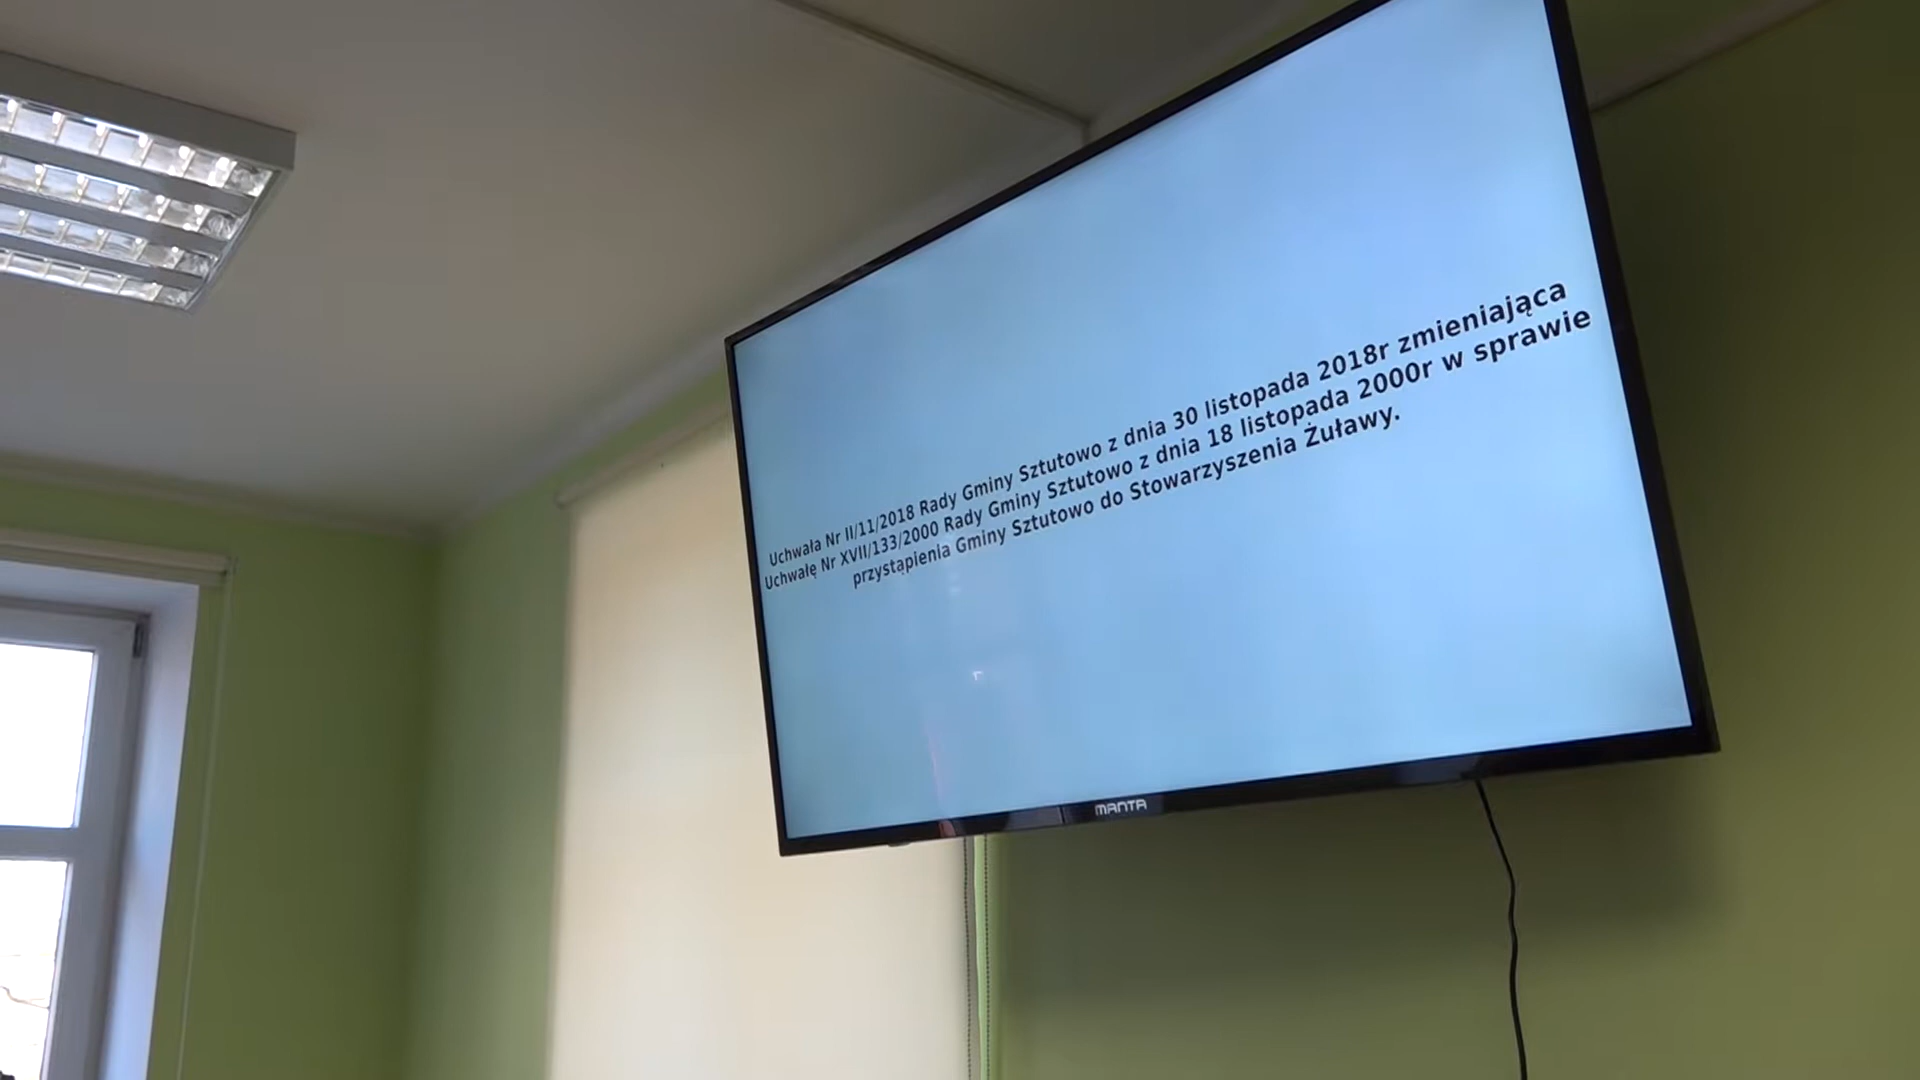 Uchwała Nr II/11/2018 Rady Gminy Sztutowo z dnia 30 listopada 2018r zmieniająca
Uchwałę Nr XVII/133/2000 Rady Gminy Sztutowo z dnia 18 listopada 2000r w sprawie
przystąpienia Gminy Sztutowo do Stowarzyszenia Żuławy.
MANTA